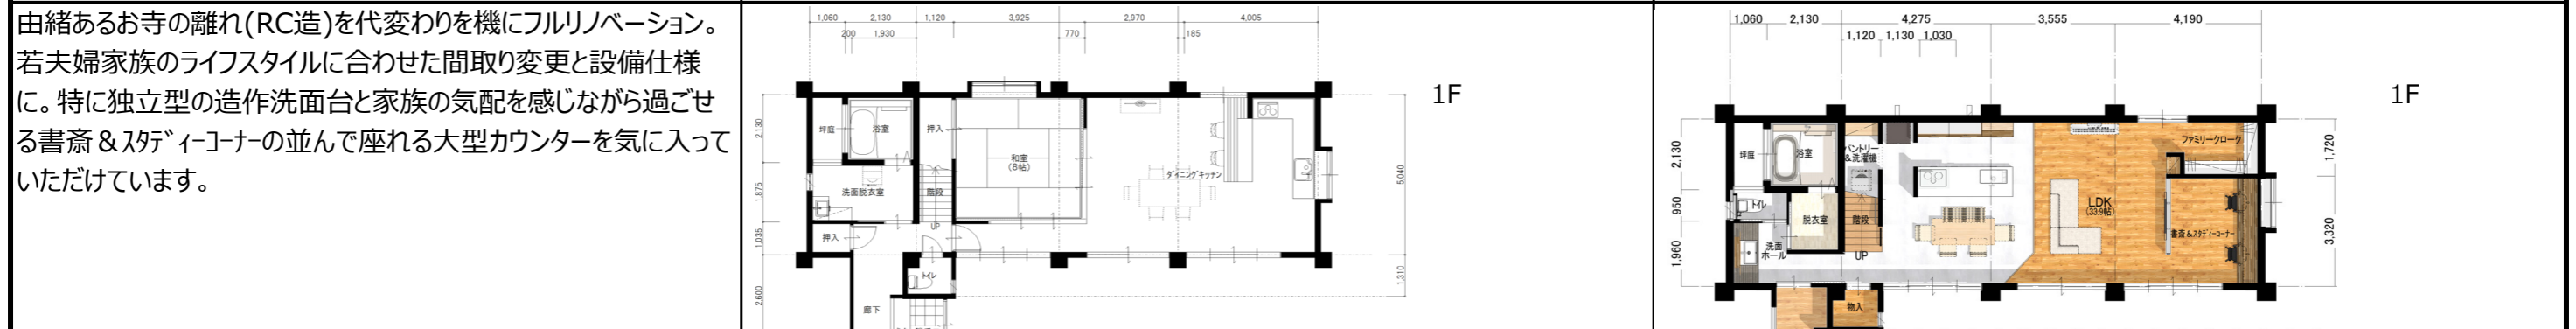 由緒あるお寺の離れ(RC造)を代変わりを機にフルリノベーション。
若夫婦家族のライフスタイルに合わせた間取り変更と設備仕様
に。特に独立型の造作洗面台と家族の気配を感じながら過ごせ
る書斎＆ｽﾀﾃﾞｨｰｺｰﾅｰの並んで座れる大型カウンターを気に入って
いただけています。
1,060 2,130 1,120 3,925 2,970 4,005
200 1,930 770 185
1F
2,130
1,875
1,035
2,600
5,040
1,310
坪庭
浴室
押入
和室
(8帖)
ダイニングキッチン
洗面脱衣室
階段
UP
押入
トイレ
廊下
1,060 2,130 4,275 3,555 4,190
1,120 1,130 1,030
1F
2,130
950
1,960
1,720
3,320
坪庭
浴室
パントリー
＆洗濯機
ファミリークローク
トイレ
脱衣室
階段
LDK
(33.9帖)
書斎＆ｽﾀﾃﾞｨｰｺｰﾅｰ
洗面
ホール
UP
物入